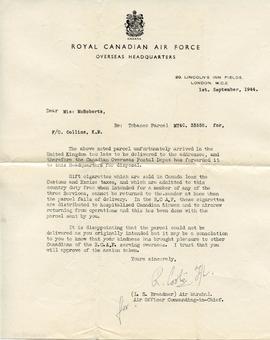 ROYAL CANADIAN AIR FORCE
OVERSEAS HEADQUARTERS
20, LINCOLN'S INN FIELDS,
LONDON, W.C.2.
1st. September, 1944.
Dear Miss McRoberts,
Re: Tobacco Parcel for,
F/O. Collins, K.W.
The above noted parcel unfortunately arrived in the
United Kingdom too late to be delivered to the addressee, and
therefore the Canadian Overseas Postal Depot has forwarded it
to this Headquarters for disposal.
Gift cigarettes which are sold in Canada less the
Customs and Excise taxes, and which are admitted to this
country duty free when intended for a member of any of the
three Services, cannot be returned to the sender at home when
the parcel fails of delivery. In the R.C.A.F. these cigarettes
are distributed to hospitalized Canadian airmen and to aircrew
returning from operations and this has been done with the
parcel which you sent.
It is disappointing that the parcel could not be
delivered as you originally intended but it may be a consolation
to you to know that your kindness has brought pleasure to other
Canadians of the R.C.A.F. serving overseas. I trust that you
will approve of the action taken.
Yours sincerely,
for
(L. S. Breadner) Air Marshal,
Air Officer Commanding-in-Chief.